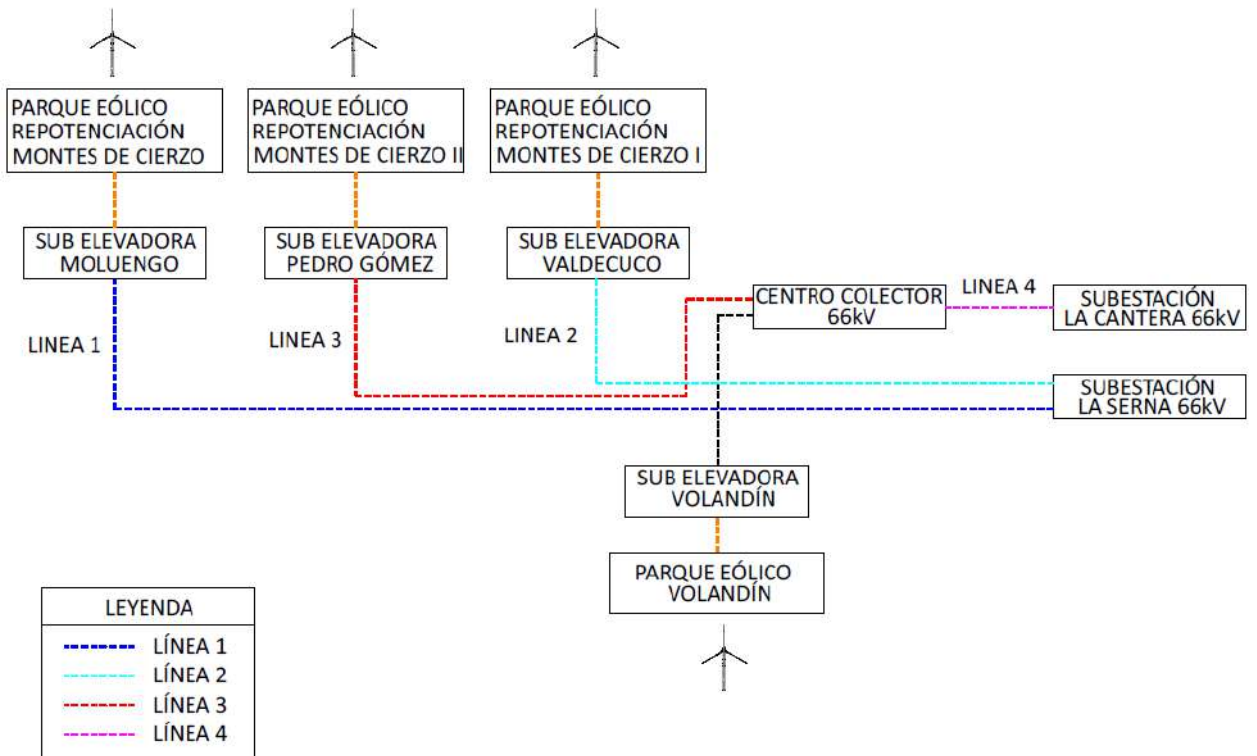 PARQUE EÓLICO
REPOTENCIACIÓN
MONTES DE CIERZO
PARQUE EÓLICO
REPOTENCIACIÓN
MONTES DE CIERZO II
PARQUE EÓLICO
REPOTENCIACIÓN
MONTES DE CIERZO I
SUB ELEVADORA
MOLUENGO
SUB ELEVADORA
PEDRO GÓMEZ
SUB ELEVADORA
VALDECUCO
LINEA 1
LINEA 3
LINEA 2
CENTRO COLECTOR
66kV
LINEA 4
SUBESTACIÓN
LA CANTERA 66kV
SUBESTACIÓN
LA SERNA 66kV
SUB ELEVADORA
VOLANDÍN
PARQUE EÓLICO
VOLANDÍN
LEYENDA
LÍNEA 1
LÍNEA 2
LÍNEA 3
LÍNEA 4